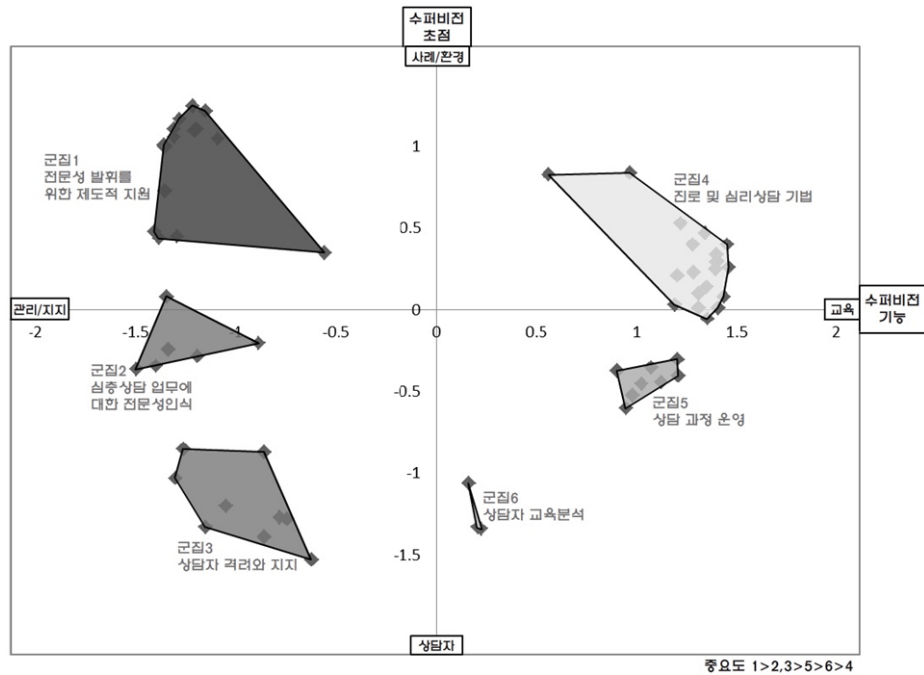 수퍼비전
초점
사례/환경
군집1
전문성 발휘를
위한 제도적 지원
1
군집4
진로 및 심리상담 기법
0.5
관리/지지
0
교육
수퍼비전
기능
-2
-1.5
-1
-0.5
0
0.5
1
1.5
2
군집2
심층상담 업무에
대한 전문성인식
-0.5
군집5
상담 과정 운영
-1
군집6
상담자 교육분석
-1.5
군집3
상담자 격려와 지지
상담자
중요도 1>2,3>5>6>4